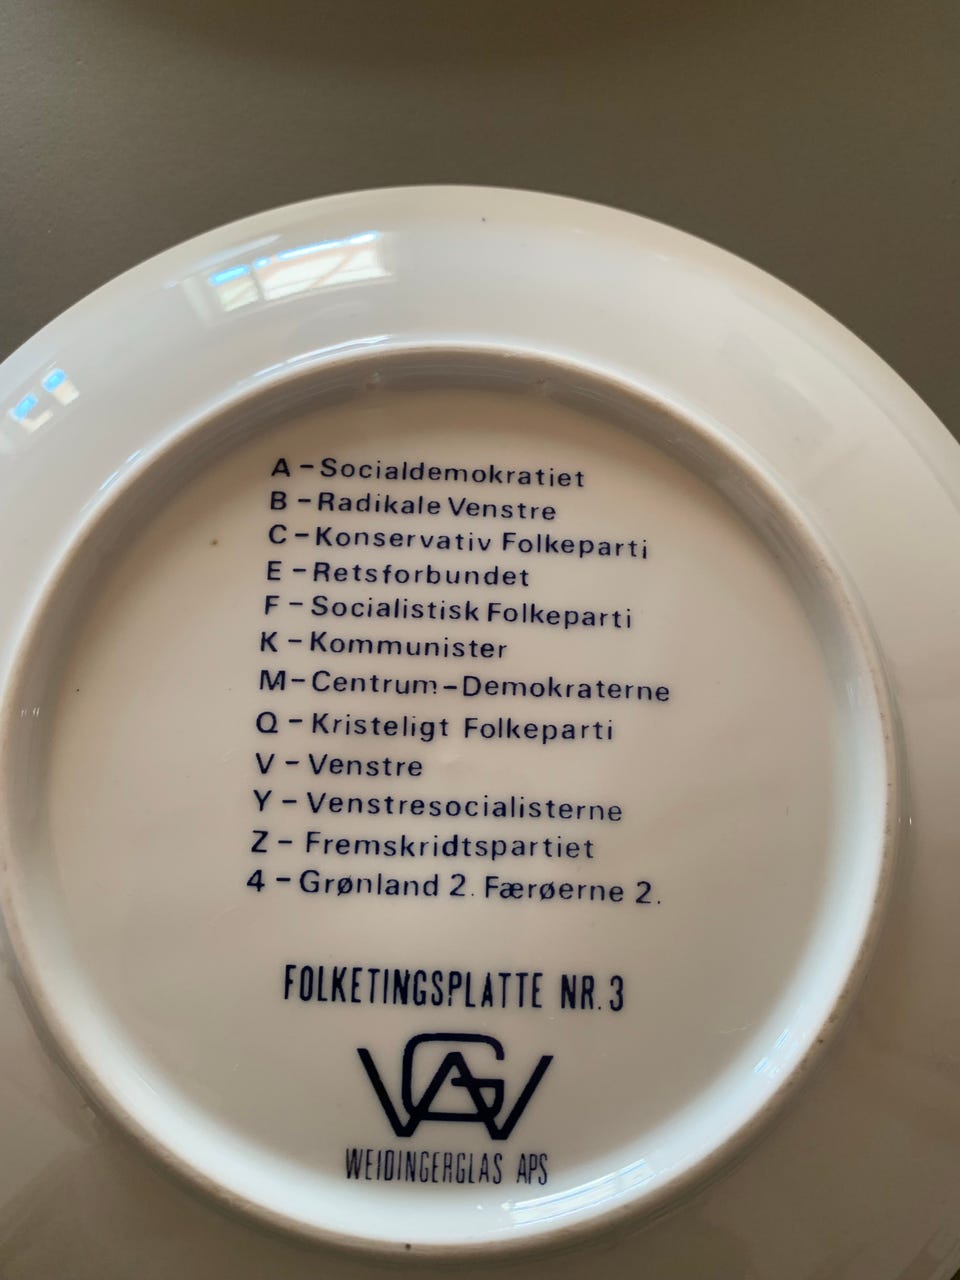 A – Socialdemokratiet
B – Radikale Venstre
C – Konservativ Folkeparti
E – Retsforbundet
F – Socialistisk Folkeparti
K – Kommunister
M – Centrum-Demokraterne
Q – Kristeligt Folkeparti
V – Venstre
Y – Venstresocialisterne
Z – Fremskridtspartiet
4 – Grønland 2. Færøerne 2.
FOLKETINGSPLATTE NR. 3
WG
WEIDINGERGLAS APS